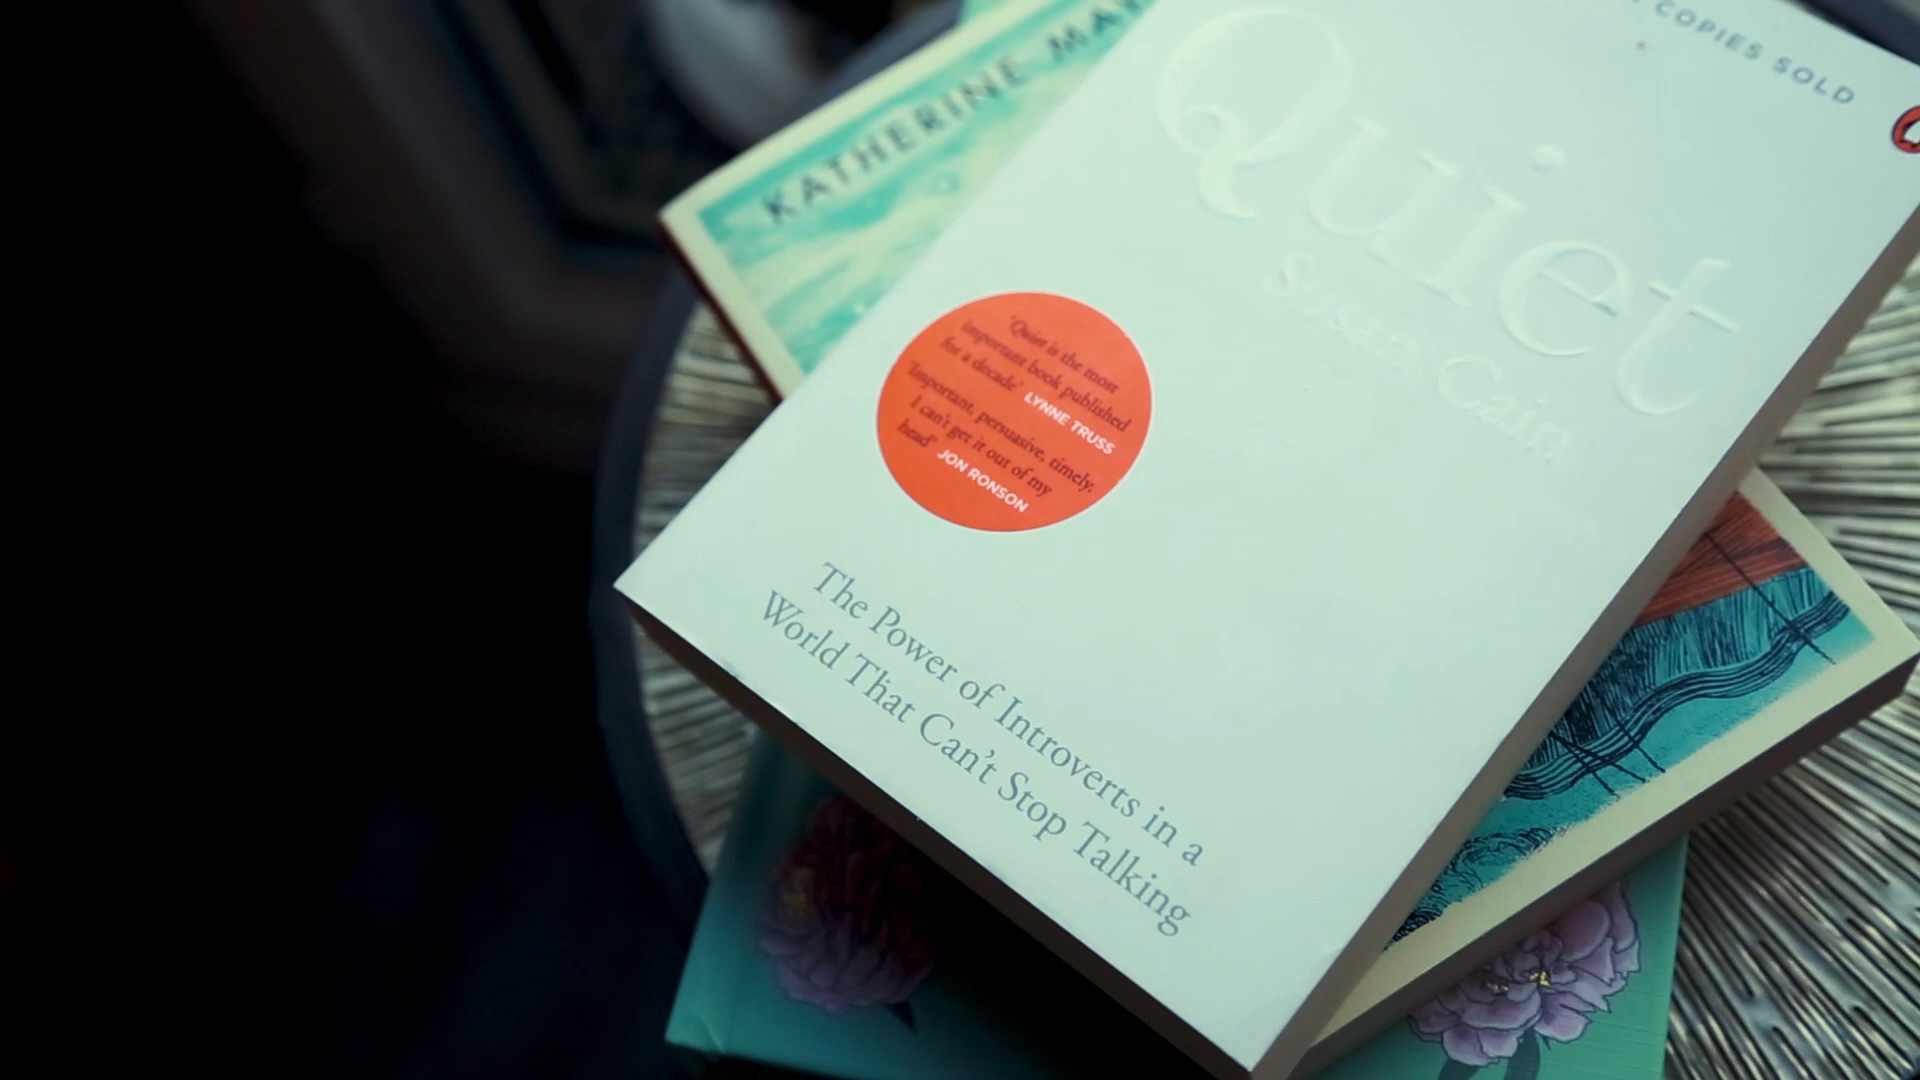 KATHERINE MAY
COPIES SOLD
Quiet
Susan Cain
'Quiet is the most
important book published
for a decade' LYNNE TRUSS
'Important, persuasive, timely.
I can't get it out of my
head' JON RONSON
The Power of Introverts in a
World That Can't Stop Talking